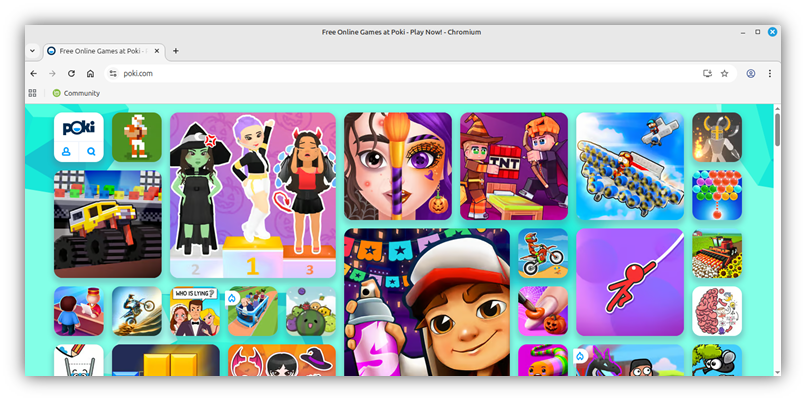 Free Online Games at Poki - Play Now! - Chromium
Free Online Games at Poki - 
poki.com
Community
poki
TNT
2
1
3
WHO IS LYING?
S